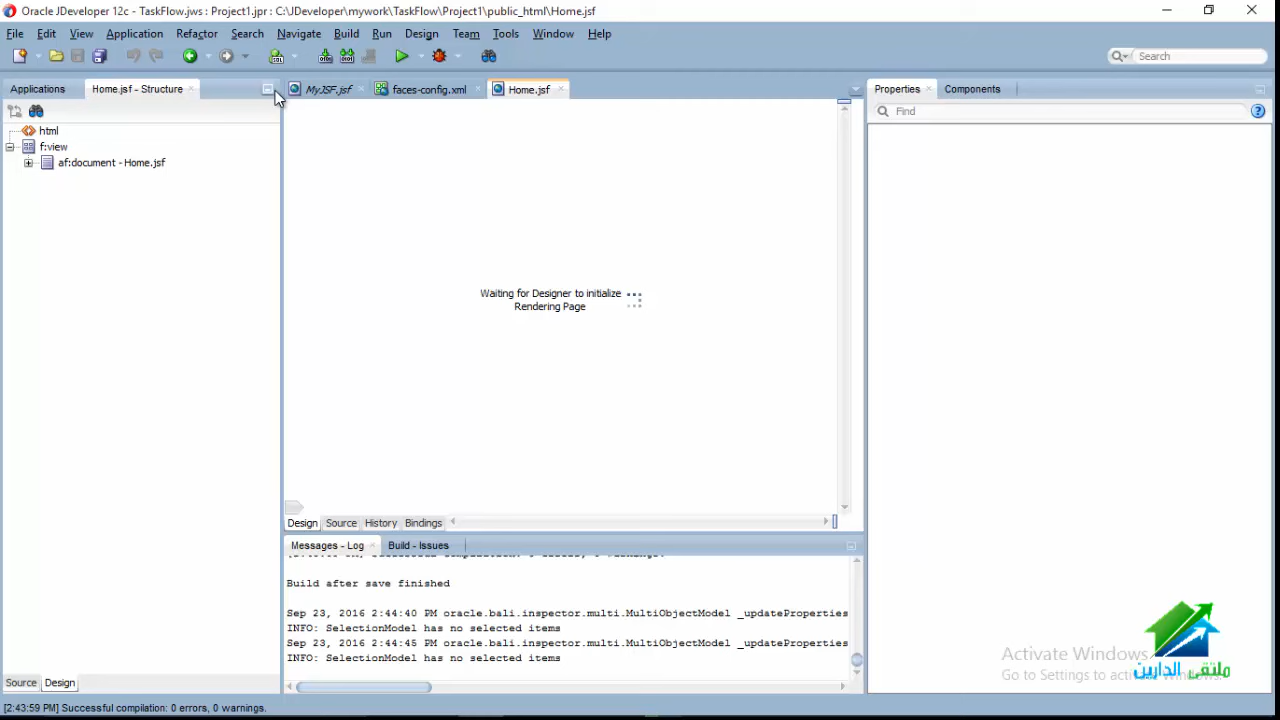 Oracle JDeveloper 12c - TaskFlow.jws : Project1.jpr : C:\JDeveloper\mywork\TaskFlow\Project1\public_html\Home.jsf
File Edit View Application Refactor Search Navigate Build Run Design Team Tools Window Help
Search
Applications Home.jsf - Structure MyJSF.jsf faces-config.xml Home.jsf Properties Components
Find
html
f:view
af:document - Home.jsf
Waiting for Designer to initialize
Rendering Page
Design Source History Bindings
Messages - Log Build - Issues
Build after save finished
Sep 23, 2016 2:44:40 PM oracle.bali.inspector.multi.MultiObjectModel _updateProperties
INFO: SelectionModel has no selected items
Sep 23, 2016 2:44:45 PM oracle.bali.inspector.multi.MultiObjectModel _updateProperties
INFO: SelectionModel has no selected items
Activate Windows
Go to Settings to activate Windows.
ملتقى الدارين
Source Design
[2:43:59 PM] Successful compilation: 0 errors, 0 warnings.